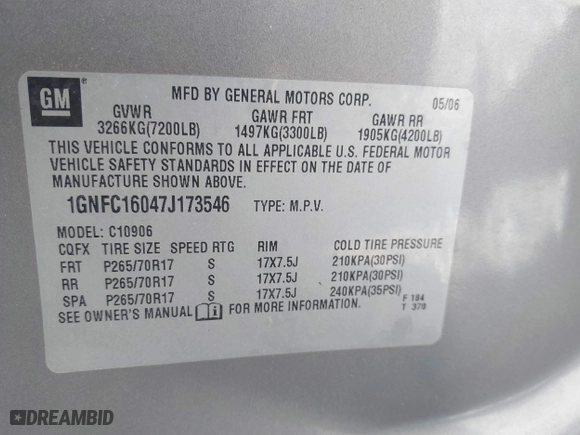 GM ®
MFD BY GENERAL MOTORS CORP. 05/06
GVWR GAWR FRT GAWR RR
3266KG(7200LB) 1497KG(3300LB) 1905KG(4200LB)
THIS VEHICLE CONFORMS TO ALL APPLICABLE U.S. FEDERAL MOTOR
VEHICLE SAFETY STANDARDS IN EFFECT ON THE DATE OF
MANUFACTURE SHOWN ABOVE.
1GNFC16047J173546 TYPE: M.P.V.
MODEL: C10906
CQFX TIRE SIZE SPEED RTG RIM COLD TIRE PRESSURE
FRT P265/70R17 S 17X7.5J 210KPA(30PSI)
RR P265/70R17 S 17X7.5J 210KPA(30PSI)
SPA P265/70R17 S 17X7.5J 240KPA(35PSI)
SEE OWNER'S MANUAL i FOR MORE INFORMATION. F 184
T 378
DREAMBID